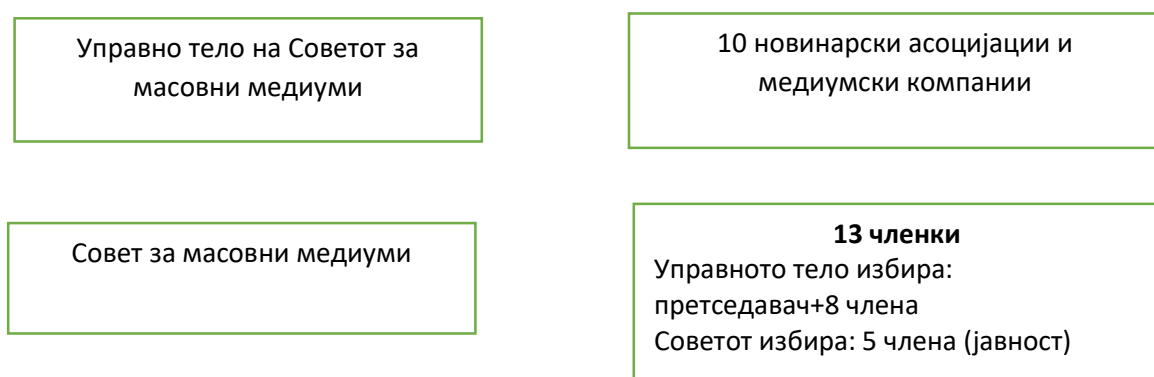 Управно тело на Советот за
масовни медиуми
10 новинарски асоцијации и
медиумски компании
Совет за масовни медиуми
13 членки
Управното тело избира:
претседавач+8 члена
Советот избира: 5 члена (јавност)